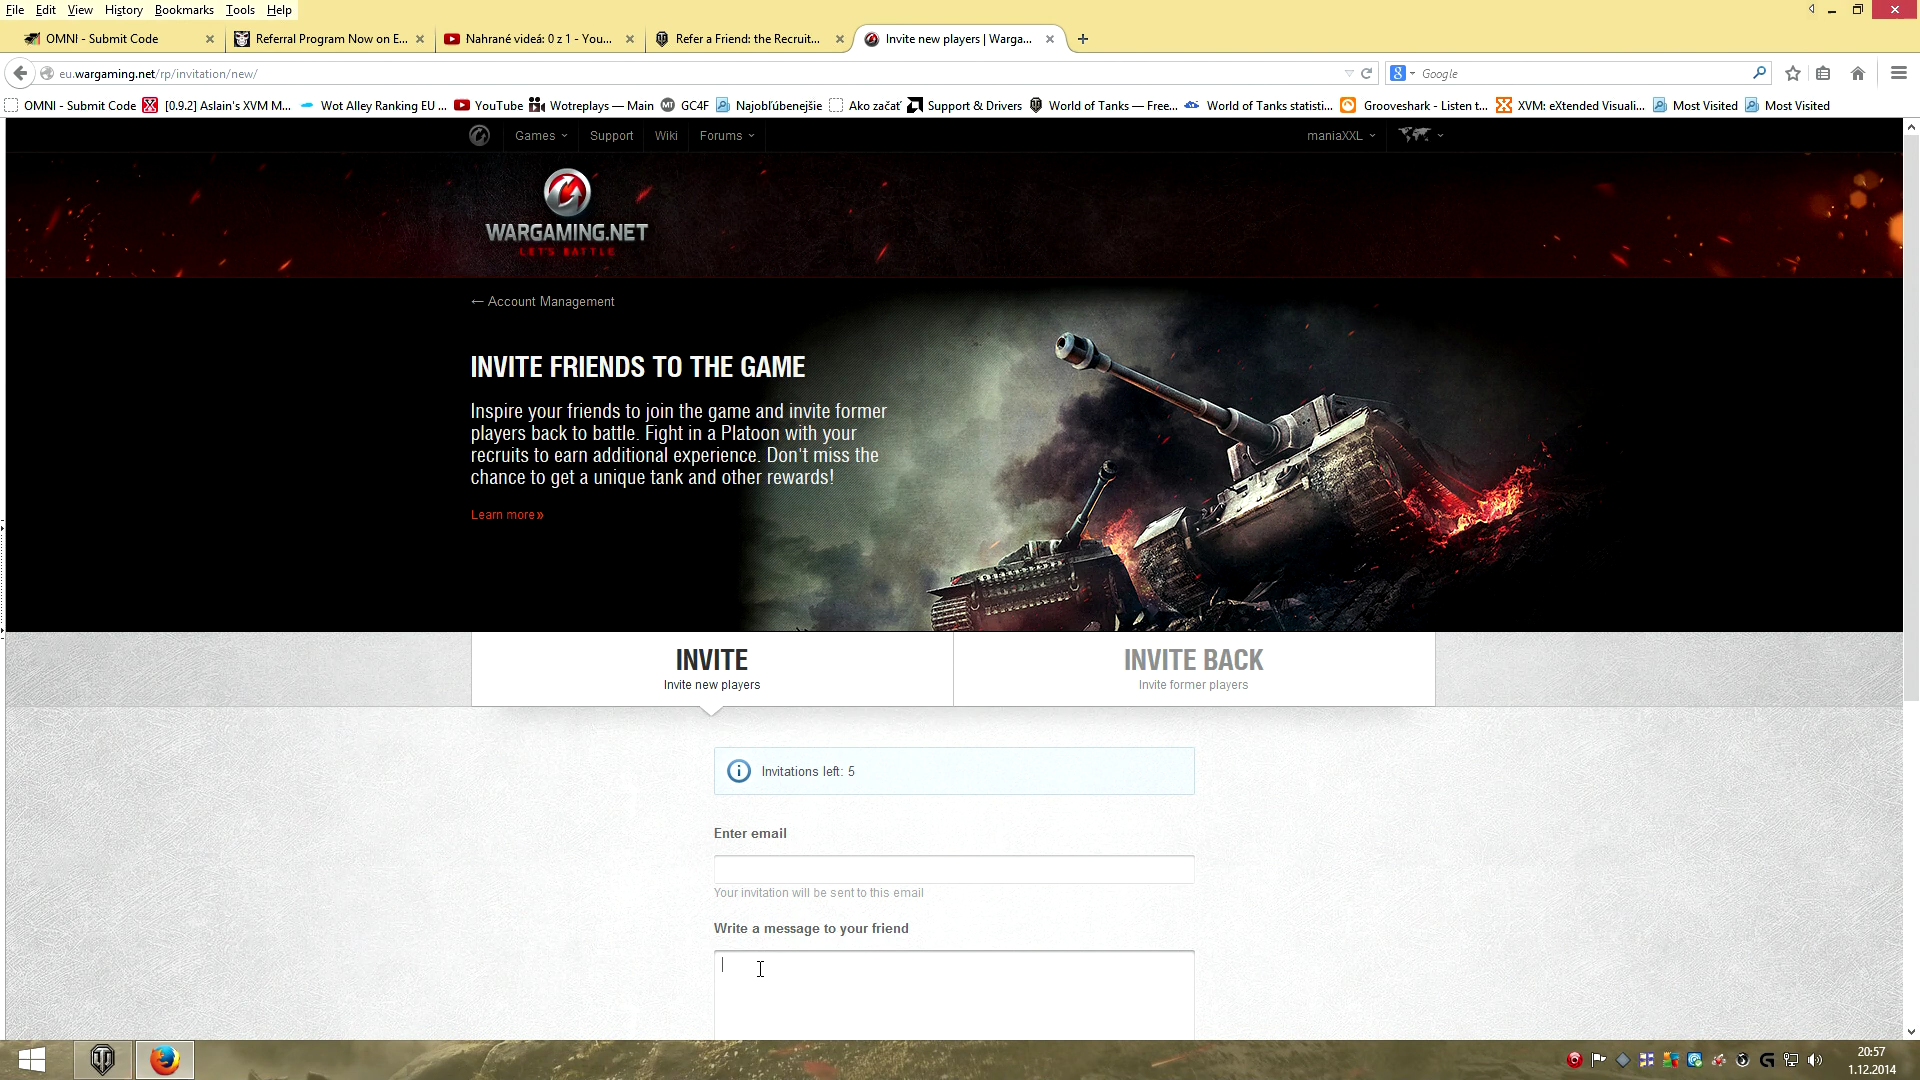 File Edit View History Bookmarks Tools Help
OMNI - Submit Code
Referral Program Now on E...
Nahrané videá: 0 z 1 - You...
Refer a Friend: the Recruit...
Invite new players | Warga...
eu.wargaming.net/rp/invitation/new/
Google
OMNI - Submit Code
[0.9.2] Aslain's XVM M...
Wot Alley Ranking EU ...
YouTube
Wotreplays — Main
GC4F
Najobľúbenejšie
Ako začať
Support & Drivers
World of Tanks — Free...
World of Tanks statisti...
Grooveshark - Listen t...
XVM: eXtended Visuali...
Most Visited
Most Visited
Games Support Wiki Forums maniaXXL
WARGAMING.NET
LET'S BATTLE
← Account Management
INVITE FRIENDS TO THE GAME
Inspire your friends to join the game and invite former
players back to battle. Fight in a Platoon with your
recruits to earn additional experience. Don't miss the
chance to get a unique tank and other rewards!
Learn more»
INVITE
Invite new players
INVITE BACK
Invite former players
Invitations left: 5
Enter email
Your invitation will be sent to this email
Write a message to your friend
20:57
1.12.2014